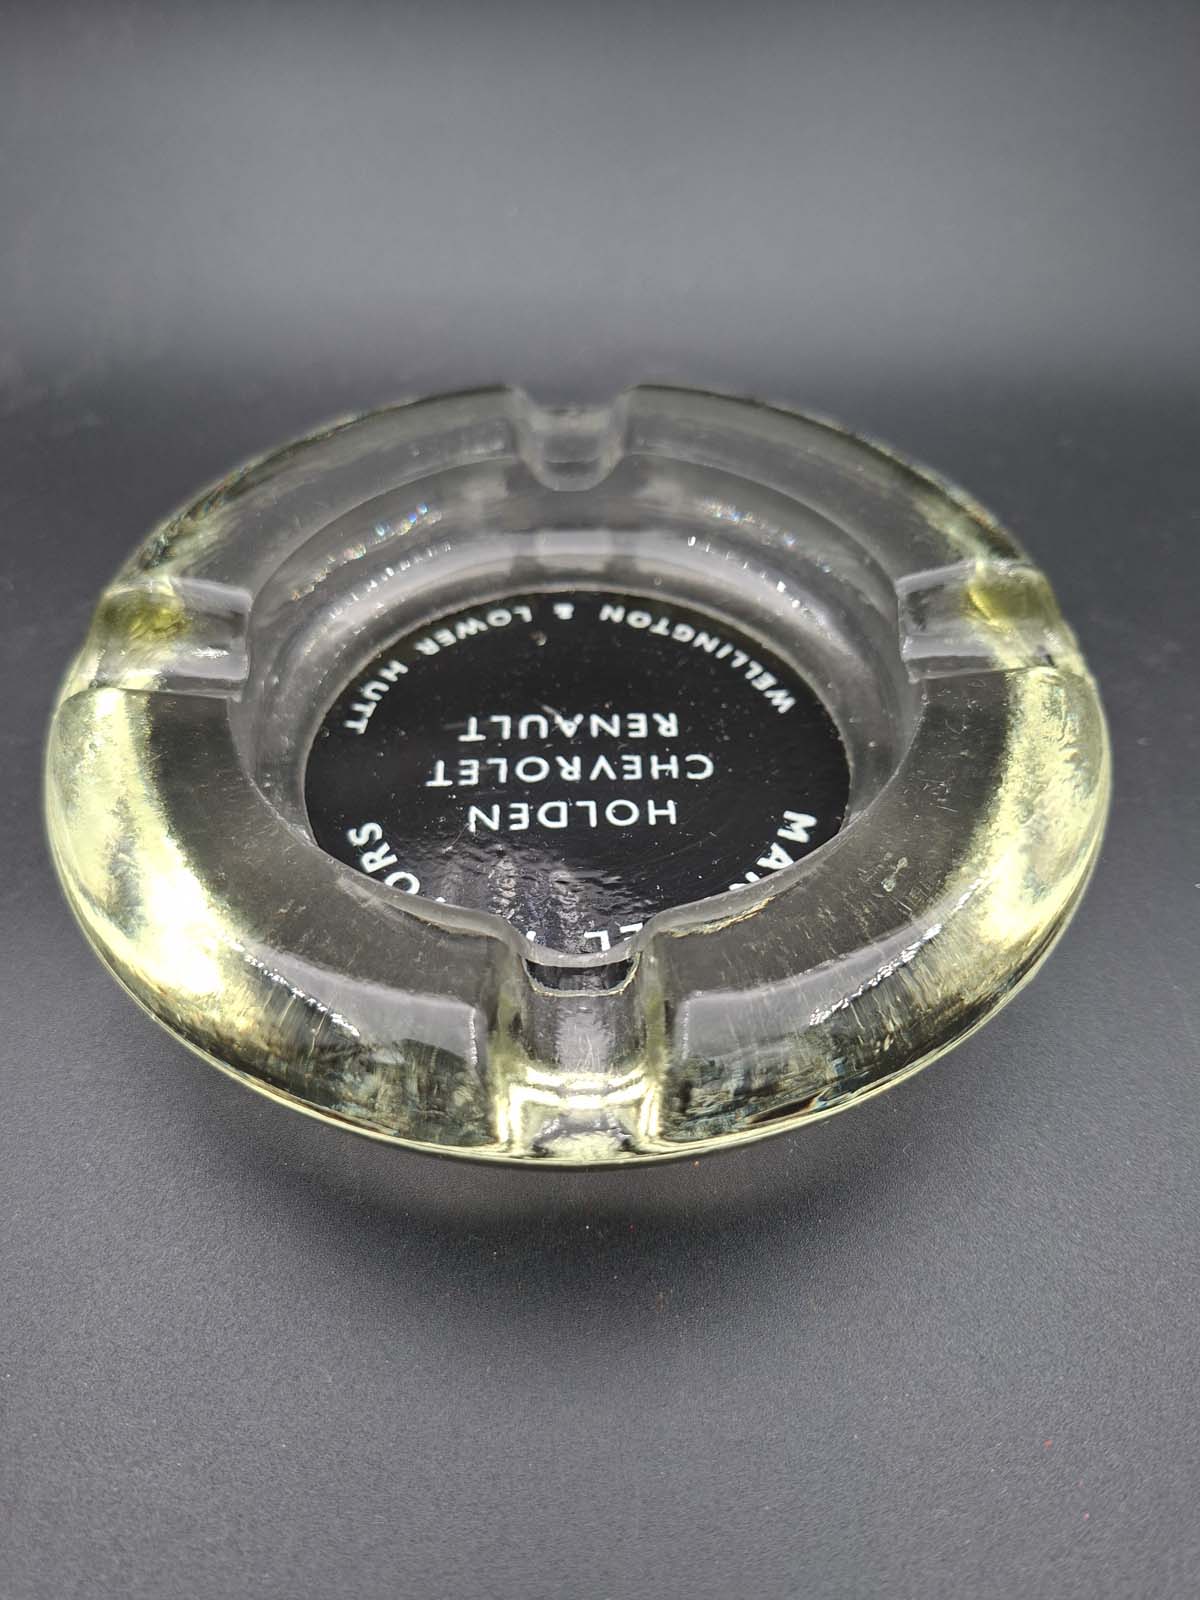 HOLDEN
CHEVROLET
RENAULT
WELLINGTON & LOWER HUTT